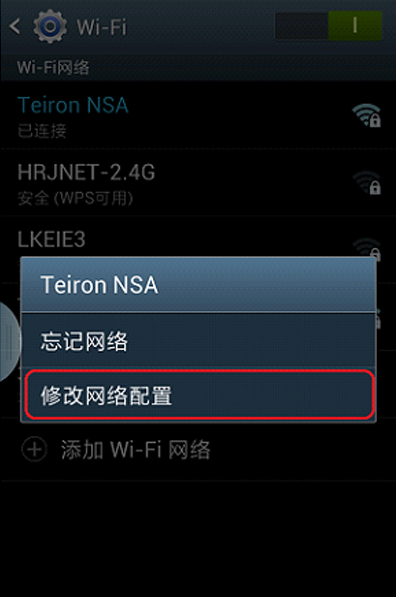 Wi-Fi
Wi-Fi网络
Teiron NSA
已连接
HRJNET-2.4G
安全 (WPS可用)
LKEIE3
Teiron NSA
忘记网络
修改网络配置
添加 Wi-Fi 网络